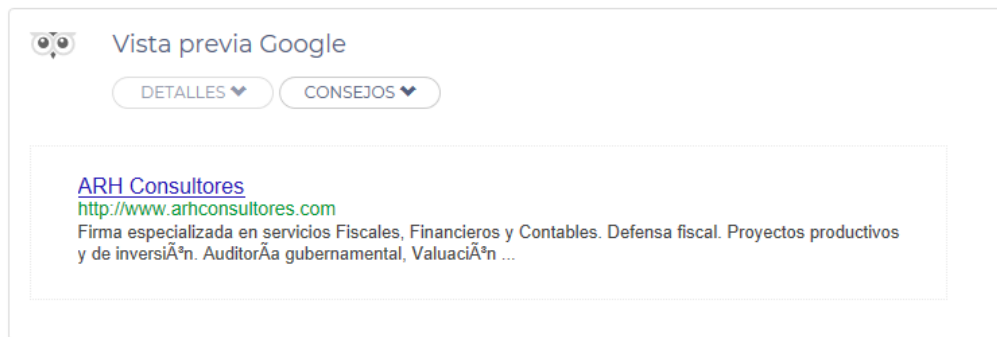 Vista previa Google
DETALLES
CONSEJOS
ARH Consultores
http://www.arhconsultores.com
Firma especializada en servicios Fiscales, Financieros y Contables. Defensa fiscal. Proyectos productivos
y de inversiÃ³n. AuditorÃa gubernamental, ValuaciÃ³n ...